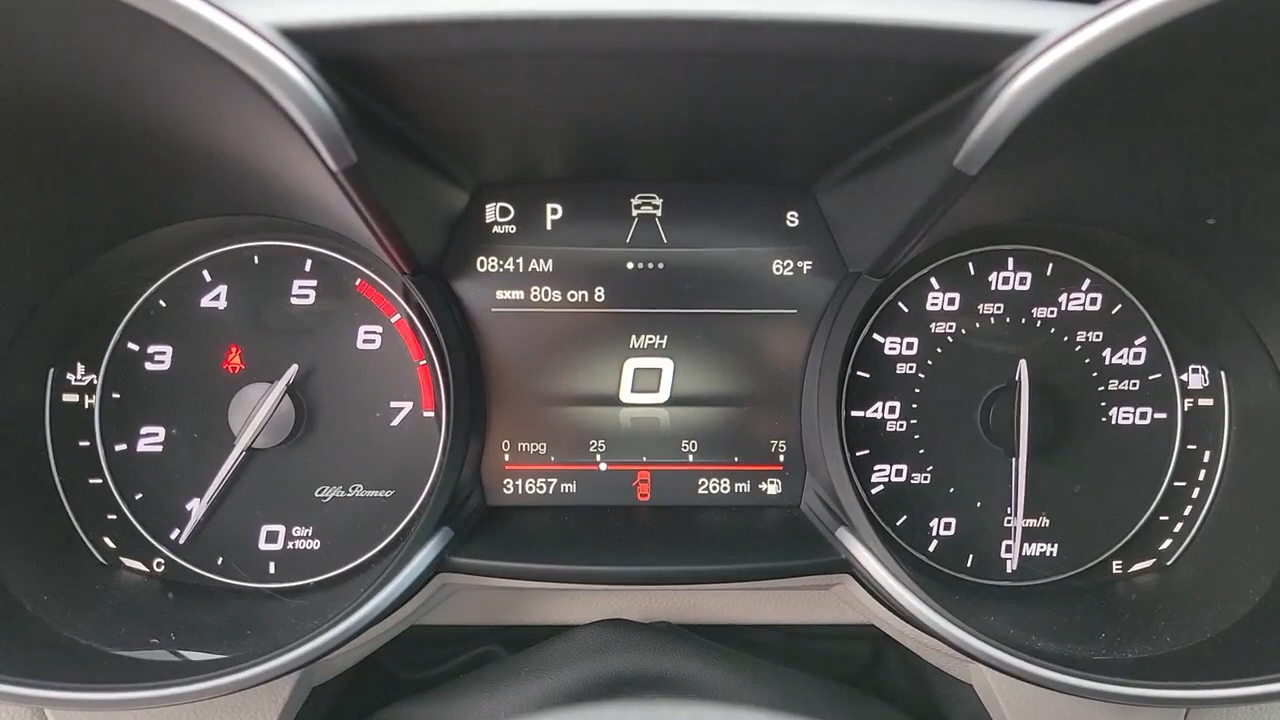 AUTO P S
08:41 AM 62°F
sxm 80s on 8
MPH
0
0 mpg 25 50 75
31657 mi 268 mi
H
C
0 1 2 3 4 5 6 7
Alfa Romeo
Giri
x1000
0 10 20 40 60 80 100 120 140 160
30 60 90 120 150 180 210 240
0 km/h
MPH
F
E